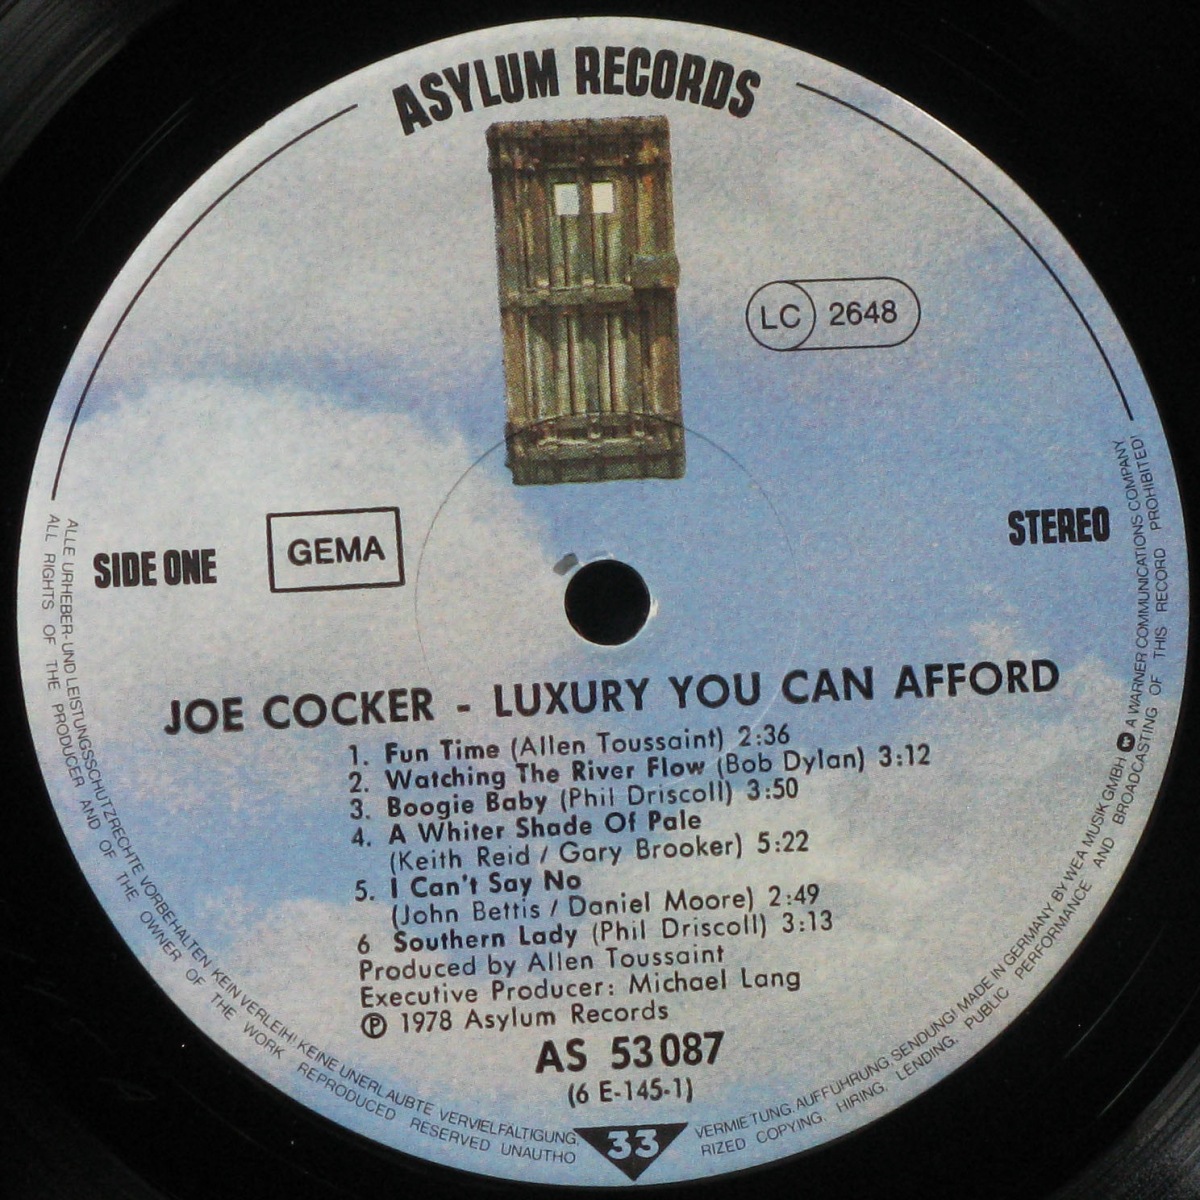 ASYLUM RECORDS
LC 2648
SIDE ONE
GEMA
STEREO
JOE COCKER - LUXURY YOU CAN AFFORD
1. Fun Time (Allen Toussaint) 2:36
2. Watching The River Flow (Bob Dylan) 3:12
3. Boogie Baby (Phil Driscoll) 3:50
4. A Whiter Shade Of Pale
(Keith Reid / Gary Brooker) 5:22
5. I Can't Say No
(John Bettis / Daniel Moore) 2:49
6 Southern Lady (Phil Driscoll) 3:13
Produced by Allen Toussaint
Executive Producer: Michael Lang
℗ 1978 Asylum Records
AS 53 087
(6 E-145-1)
33
ALLE URHEBER- UND LEISTUNGSSCHUTZRECHTE VORBEHALTEN KEIN VERLEIH! KEINE UNERLAUBTE VERVIELFÄLTIGUNG, VERMIETUNG, AUFFÜHRUNG SENDUNG! MADE IN GERMANY BY WEA MUSIK GMBH W A WARNER COMMUNICATIONS COMPANY
ALL RIGHTS OF THE PRODUCER AND OF THE OWNER OF THE WORK REPRODUCED RESERVED UNAUTHORIZED COPYING, HIRING, LENDING, PUBLIC PERFORMANCE AND BROADCASTING OF THIS RECORD PROHIBITED!